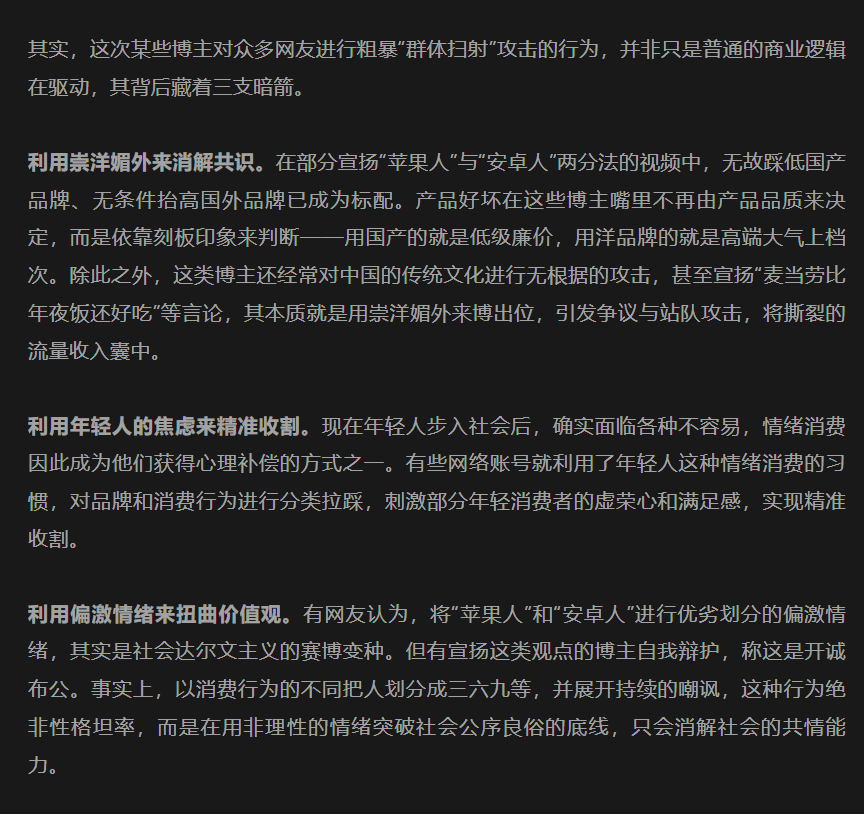 其实，这次某些博主对众多网友进行粗暴“群体扫射”攻击的行为，并非只是普通的商业逻辑
在驱动，其背后藏着三支暗箭。
利用崇洋媚外来消解共识。在部分宣扬“苹果人”与“安卓人”两分法的视频中，无故踩低国产
品牌、无条件抬高国外品牌已成为标配。产品好坏在这些博主嘴里不再由产品品质来决
定，而是依靠刻板印象来判断——用国产的就是低级廉价，用洋品牌的就是高端大气上档
次。除此之外，这类博主还经常对中国的传统文化进行无根据的攻击，甚至宣扬“麦当劳比
年夜饭还好吃”等言论，其本质就是用崇洋媚外来博出位，引发争议与站队攻击，将撕裂的
流量收入囊中。
利用年轻人的焦虑来精准收割。现在年轻人步入社会后，确实面临各种不容易，情绪消费
因此成为他们获得心理补偿的方式之一。有些网络账号就利用了年轻人这种情绪消费的习
惯，对品牌和消费行为进行分类拉踩，刺激部分年轻消费者的虚荣心和满足感，实现精准
收割。
利用偏激情绪来扭曲价值观。有网友认为，将“苹果人”和“安卓人”进行优劣划分的偏激情
绪，其实是社会达尔文主义的赛博变种。但有宣扬这类观点的博主自我辩护，称这是开诚
布公。事实上，以消费行为的不同把人划分成三六九等，并展开持续的嘲讽，这种行为绝
非性格坦率，而是在用非理性的情绪突破社会公序良俗的底线，只会消解社会的共情能
力。